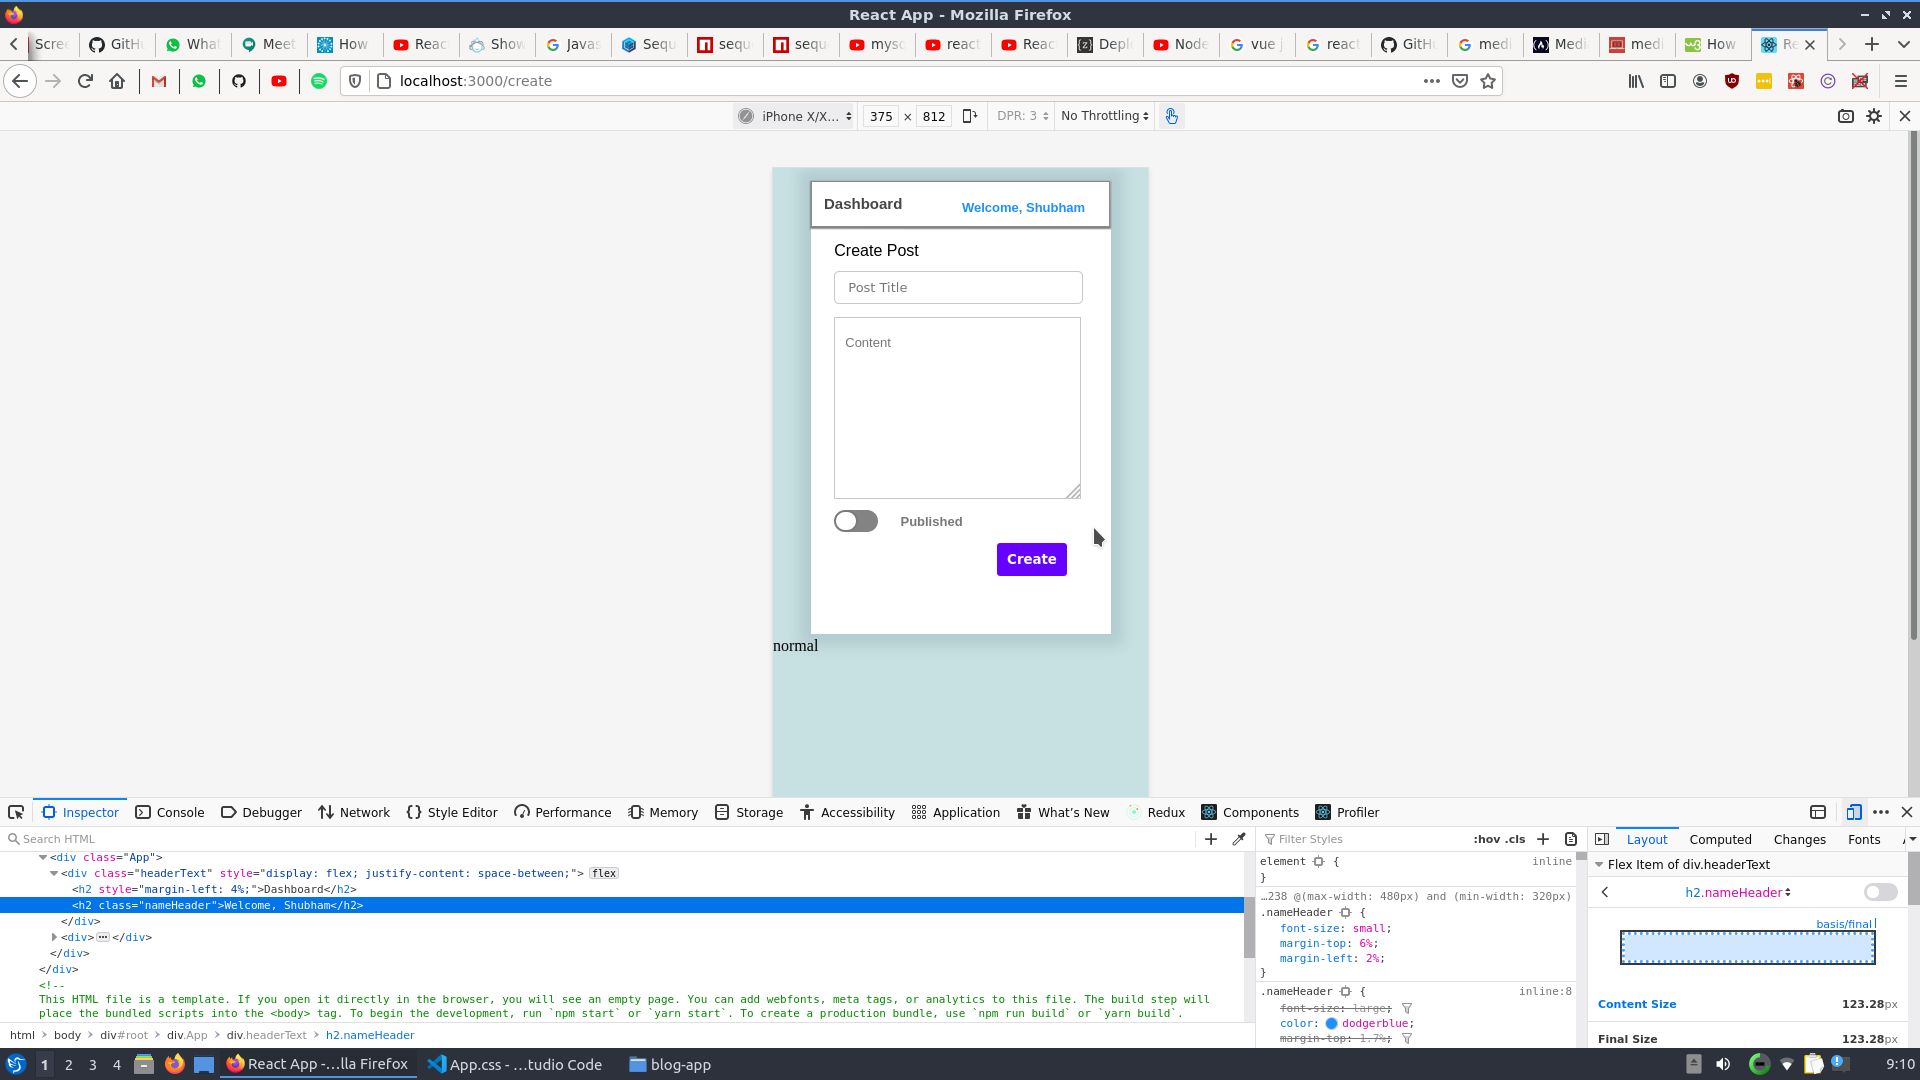 React App - Mozilla Firefox
Scree GitHu What Meet How Reac Show Javas Sequ sequ sequ mysq react Reac Deplo Node vue j react GitHu medi Medi medi How Re
localhost:3000/create
iPhone X/X... 375 × 812 DPR: 3 No Throttling
Dashboard Welcome, Shubham
Create Post
Post Title
Content
Published
Create
normal
Inspector Console Debugger Network Style Editor Performance Memory Storage Accessibility Application What's New Redux Components Profiler
Search HTML
<div class="App">
<div class="headerText" style="display: flex; justify-content: space-between;"> flex
<h2 style="margin-left: 4%;">Dashboard</h2>
<h2 class="nameHeader">Welcome, Shubham</h2>
</div>
<div>⋯</div>
</div>
</div>
<!--
This HTML file is a template. If you open it directly in the browser, you will see an empty page. You can add webfonts, meta tags, or analytics to this file. The build step will
place the bundled scripts into the <body> tag. To begin the development, run `npm start` or `yarn start`. To create a production bundle, use `npm run build` or `yarn build`.
html body div#root div.App div.headerText h2.nameHeader
Filter Styles :hov .cls
element { inline
}
…238 @(max-width: 480px) and (min-width: 320px)
.nameHeader {
font-size: small;
margin-top: 6%;
margin-left: 2%;
}
.nameHeader { inline:8
font-size: large;
color: dodgerblue;
margin-top: 1.7%;
Layout Computed Changes Fonts
Flex Item of div.headerText
h2.nameHeader
basis/final
Content Size 123.28px
Final Size 123.28px
1 2 3 4 React App -...lla Firefox App.css - ...tudio Code blog-app 9:10